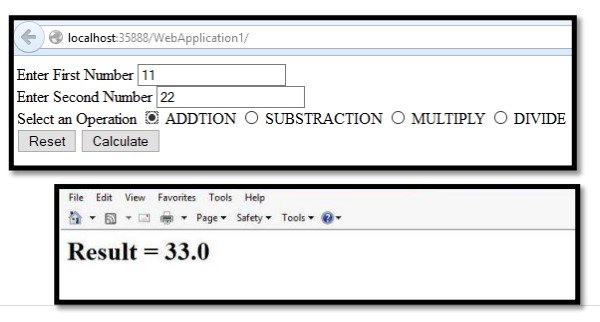 localhost:35888/WebApplication1/
Enter First Number 11
Enter Second Number 22
Select an Operation ADDTION SUBSTRACTION MULTIPLY DIVIDE
Reset Calculate
File Edit View Favorites Tools Help
Page Safety Tools
Result = 33.0